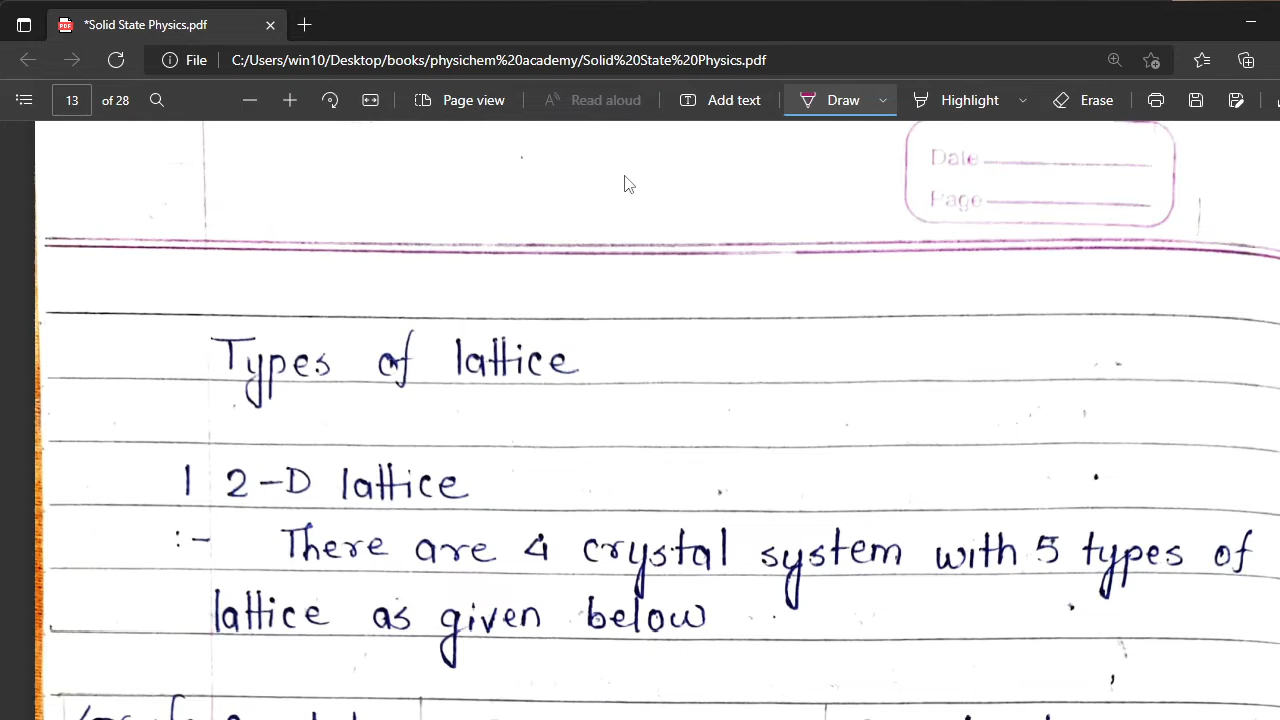 *Solid State Physics.pdf
File C:/Users/win10/Desktop/books/physichem%20academy/Solid%20State%20Physics.pdf
13 of 28 Page view Read aloud Add text Draw Highlight Erase
Date
Page
Types of lattice
1 2-D lattice
:- There are 4 crystal system with 5 types of
lattice as given below